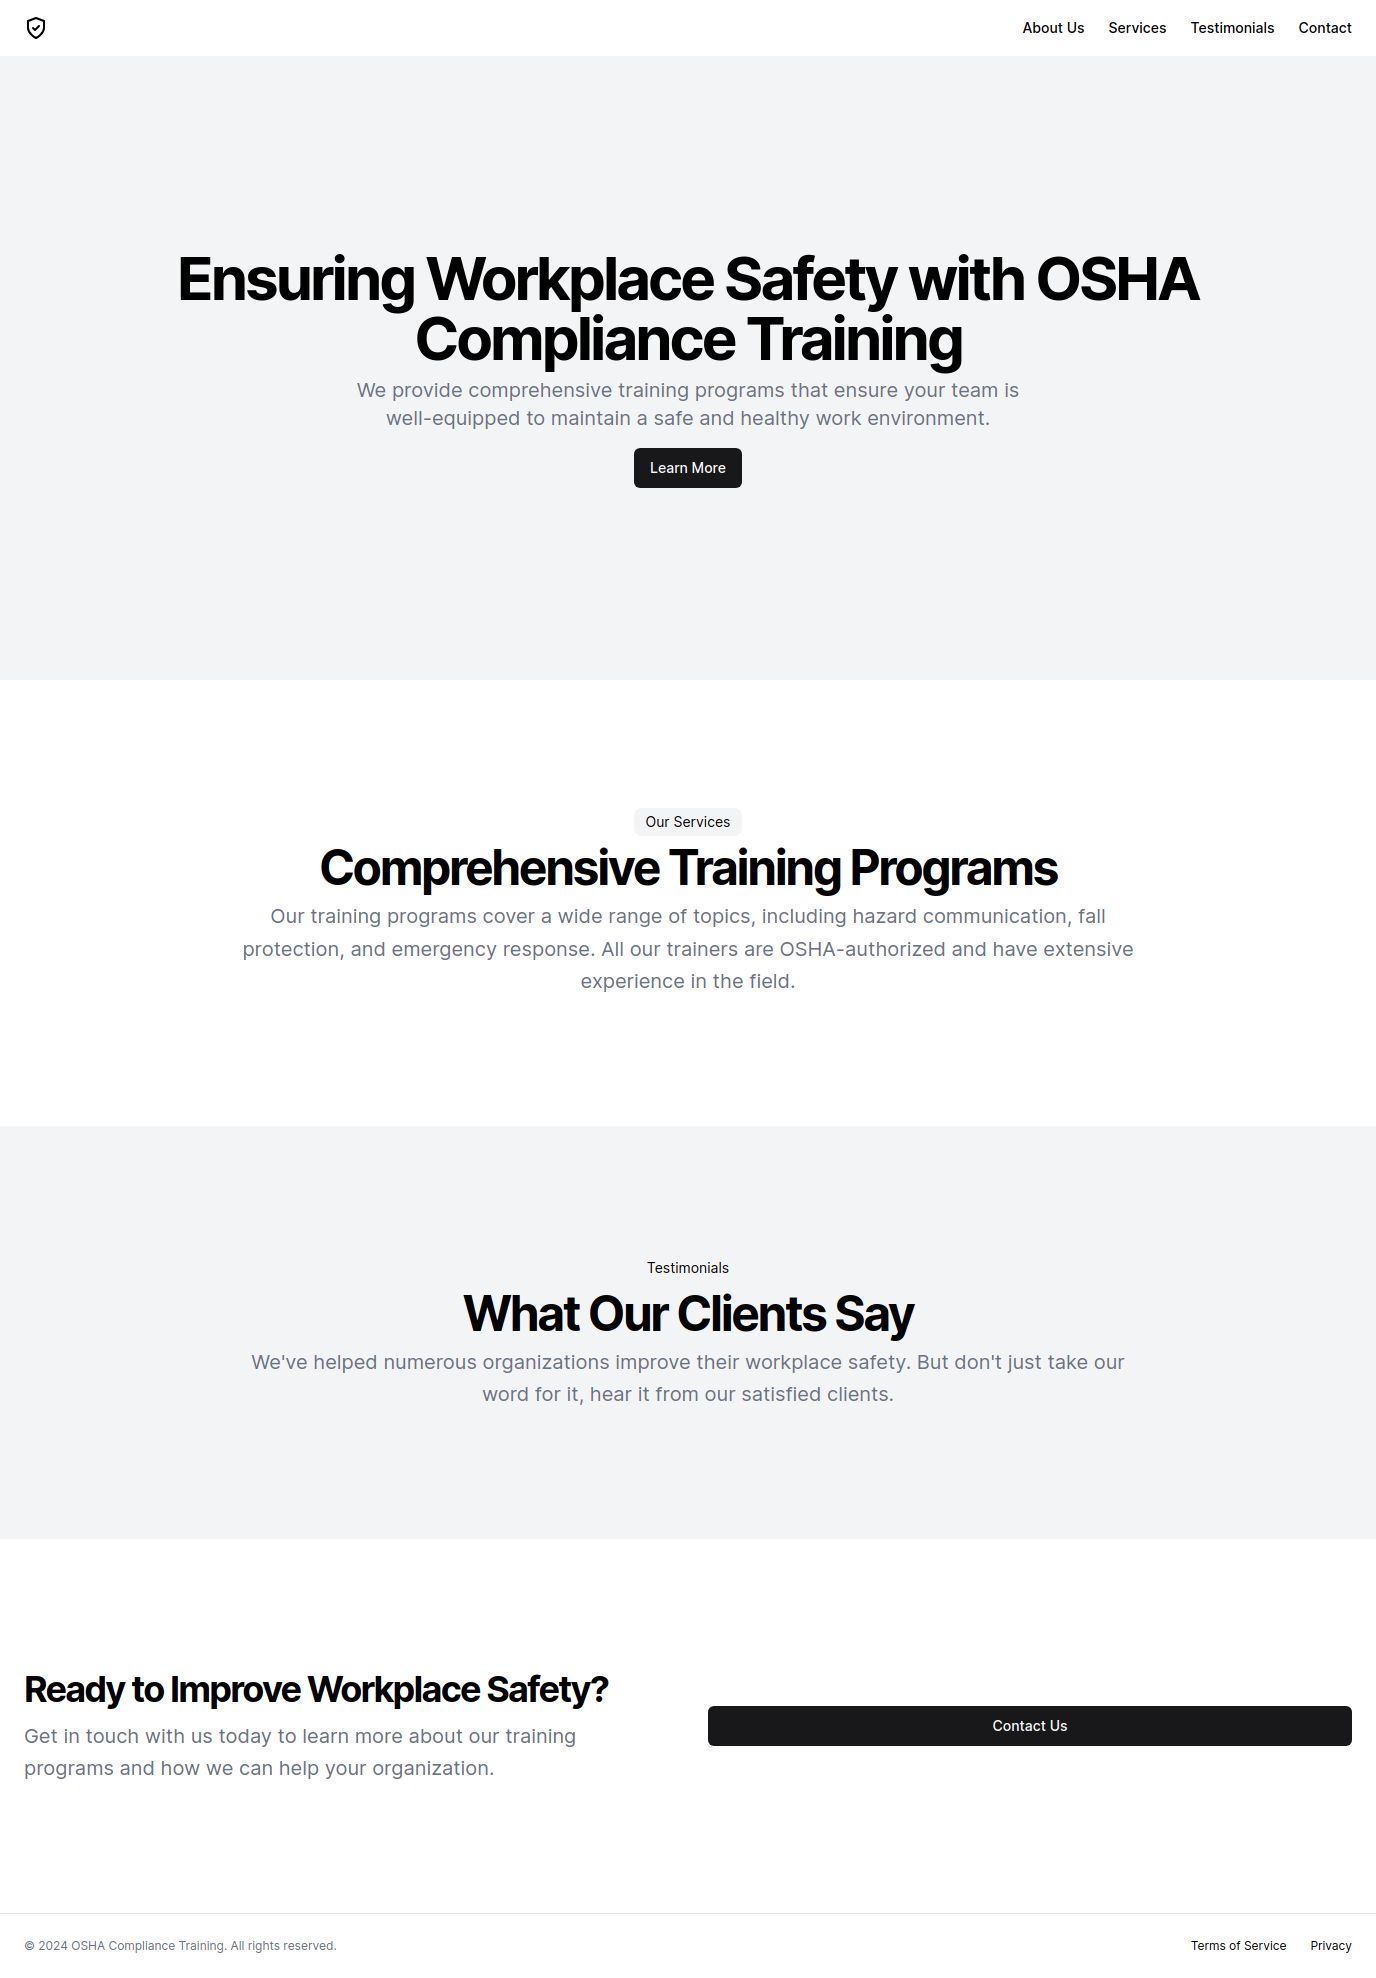 About Us Services Testimonials Contact
Ensuring Workplace Safety with OSHA
Compliance Training
We provide comprehensive training programs that ensure your team is
well-equipped to maintain a safe and healthy work environment.
Learn More
Our Services
Comprehensive Training Programs
Our training programs cover a wide range of topics, including hazard communication, fall
protection, and emergency response. All our trainers are OSHA-authorized and have extensive
experience in the field.
Testimonials
What Our Clients Say
We've helped numerous organizations improve their workplace safety. But don't just take our
word for it, hear it from our satisfied clients.
Ready to Improve Workplace Safety?
Get in touch with us today to learn more about our training
programs and how we can help your organization.
Contact Us
© 2024 OSHA Compliance Training. All rights reserved.
Terms of Service Privacy